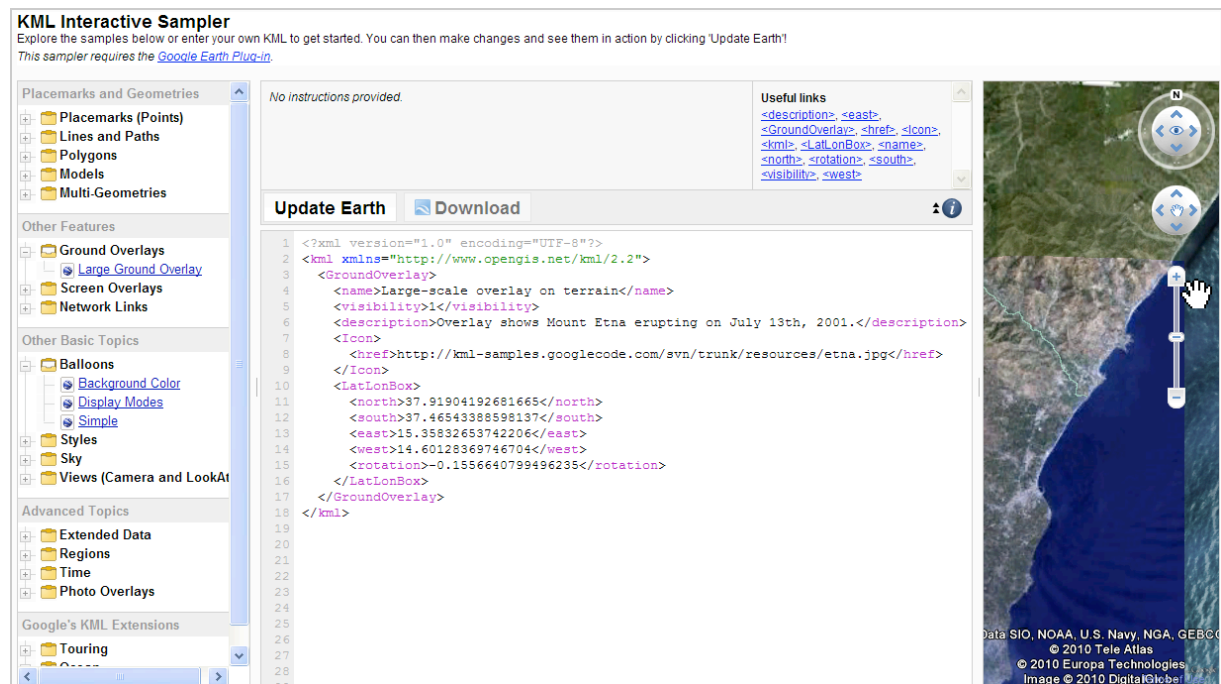 KML Interactive Sampler
Explore the samples below or enter your own KML to get started. You can then make changes and see them in action by clicking 'Update Earth'!
This sampler requires the Google Earth Plug-in.
Placemarks and Geometries
Placemarks (Points)
Lines and Paths
Polygons
Models
Multi-Geometries
Other Features
Ground Overlays
Large Ground Overlay
Screen Overlays
Network Links
Other Basic Topics
Balloons
Background Color
Display Modes
Simple
Styles
Sky
Views (Camera and LookAt
Advanced Topics
Extended Data
Regions
Time
Photo Overlays
Google's KML Extensions
Touring
No instructions provided.
Useful links
<description>, <east>,
<GroundOverlay>, <href>, <Icon>,
<kml>, <LatLonBox>, <name>,
<north>, <rotation>, <south>,
<visibility>, <west>
Update Earth Download i
1 <?xml version="1.0" encoding="UTF-8"?>
2 <kml xmlns="http://www.opengis.net/kml/2.2">
3 <GroundOverlay>
4 <name>Large-scale overlay on terrain</name>
5 <visibility>1</visibility>
6 <description>Overlay shows Mount Etna erupting on July 13th, 2001.</description>
7 <Icon>
8 <href>http://kml-samples.googlecode.com/svn/trunk/resources/etna.jpg</href>
9 </Icon>
10 <LatLonBox>
11 <north>37.91904192681665</north>
12 <south>37.46543388598137</south>
13 <east>15.35832653742206</east>
14 <west>14.60128369746704</west>
15 <rotation>-0.1556640799496235</rotation>
16 </LatLonBox>
17 </GroundOverlay>
18 </kml>
19
20
21
22
23
24
25
26
27
28
N
Data SIO, NOAA, U.S. Navy, NGA, GEBCO
© 2010 Tele Atlas
© 2010 Europa Technologies
Image © 2010 DigitalGlobe